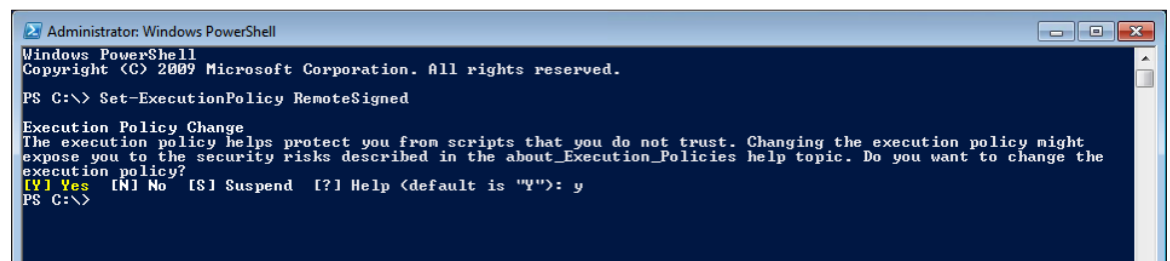 Administrator: Windows PowerShell
Windows PowerShell
Copyright (C) 2009 Microsoft Corporation. All rights reserved.
PS C:\> Set-ExecutionPolicy RemoteSigned
Execution Policy Change
The execution policy helps protect you from scripts that you do not trust. Changing the execution policy might
expose you to the security risks described in the about_Execution_Policies help topic. Do you want to change the
execution policy?
[Y] Yes  [N] No  [S] Suspend  [?] Help (default is "Y"): y
PS C:\>